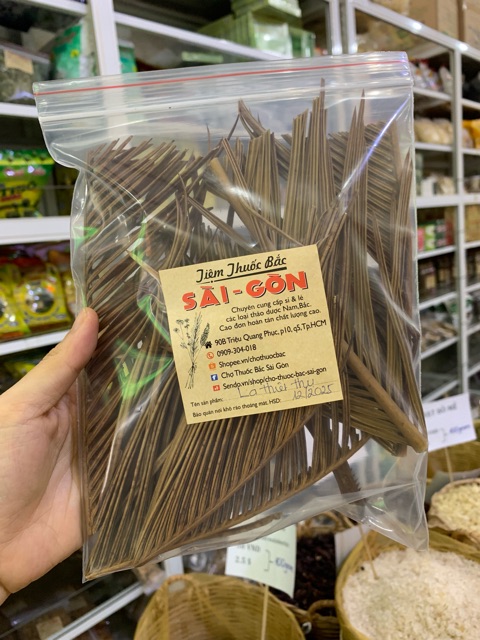 Tiệm Thuốc Bắc
SÀI-GÒN
Chuyên cung cấp sỉ & lẻ
các loại thảo dược Nam,Bắc.
Cao đơn hoàn tán chất lượng cao.
90B Triệu Quang Phục, p10, q5,Tp,HCM
0909-304-018
Shopee.vn/chothuocbac
Chợ Thuốc Bắc Sài Gòn
Sendo.vn/shop/cho-thuoc-bac-sai-gon
Tên sản phẩm: Lá thiết thụ
Bảo quản nơi khô ráo thoáng mát, HSD: 12/2025